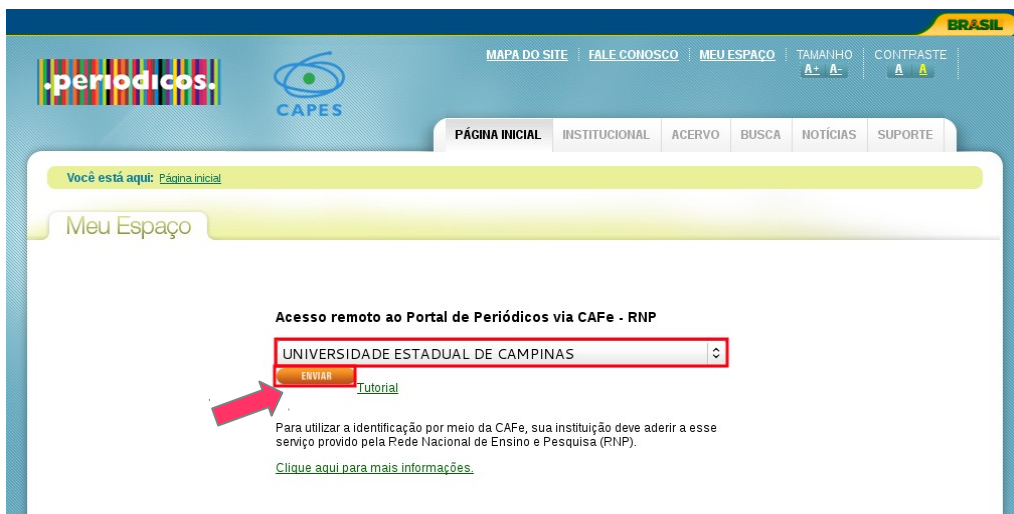 BRASIL
.periodicos.
CAPES
MAPA DO SITE FALE CONOSCO MEU ESPAÇO TAMANHO CONTRASTE
A+ A- A A
PÁGINA INICIAL INSTITUCIONAL ACERVO BUSCA NOTÍCIAS SUPORTE
Você está aqui: Página inicial
Meu Espaço
Acesso remoto ao Portal de Periódicos via CAFe - RNP
UNIVERSIDADE ESTADUAL DE CAMPINAS
ENVIAR
Tutorial
Para utilizar a identificação por meio da CAFe, sua instituição deve aderir a esse
serviço provido pela Rede Nacional de Ensino e Pesquisa (RNP).
Clique aqui para mais informações.